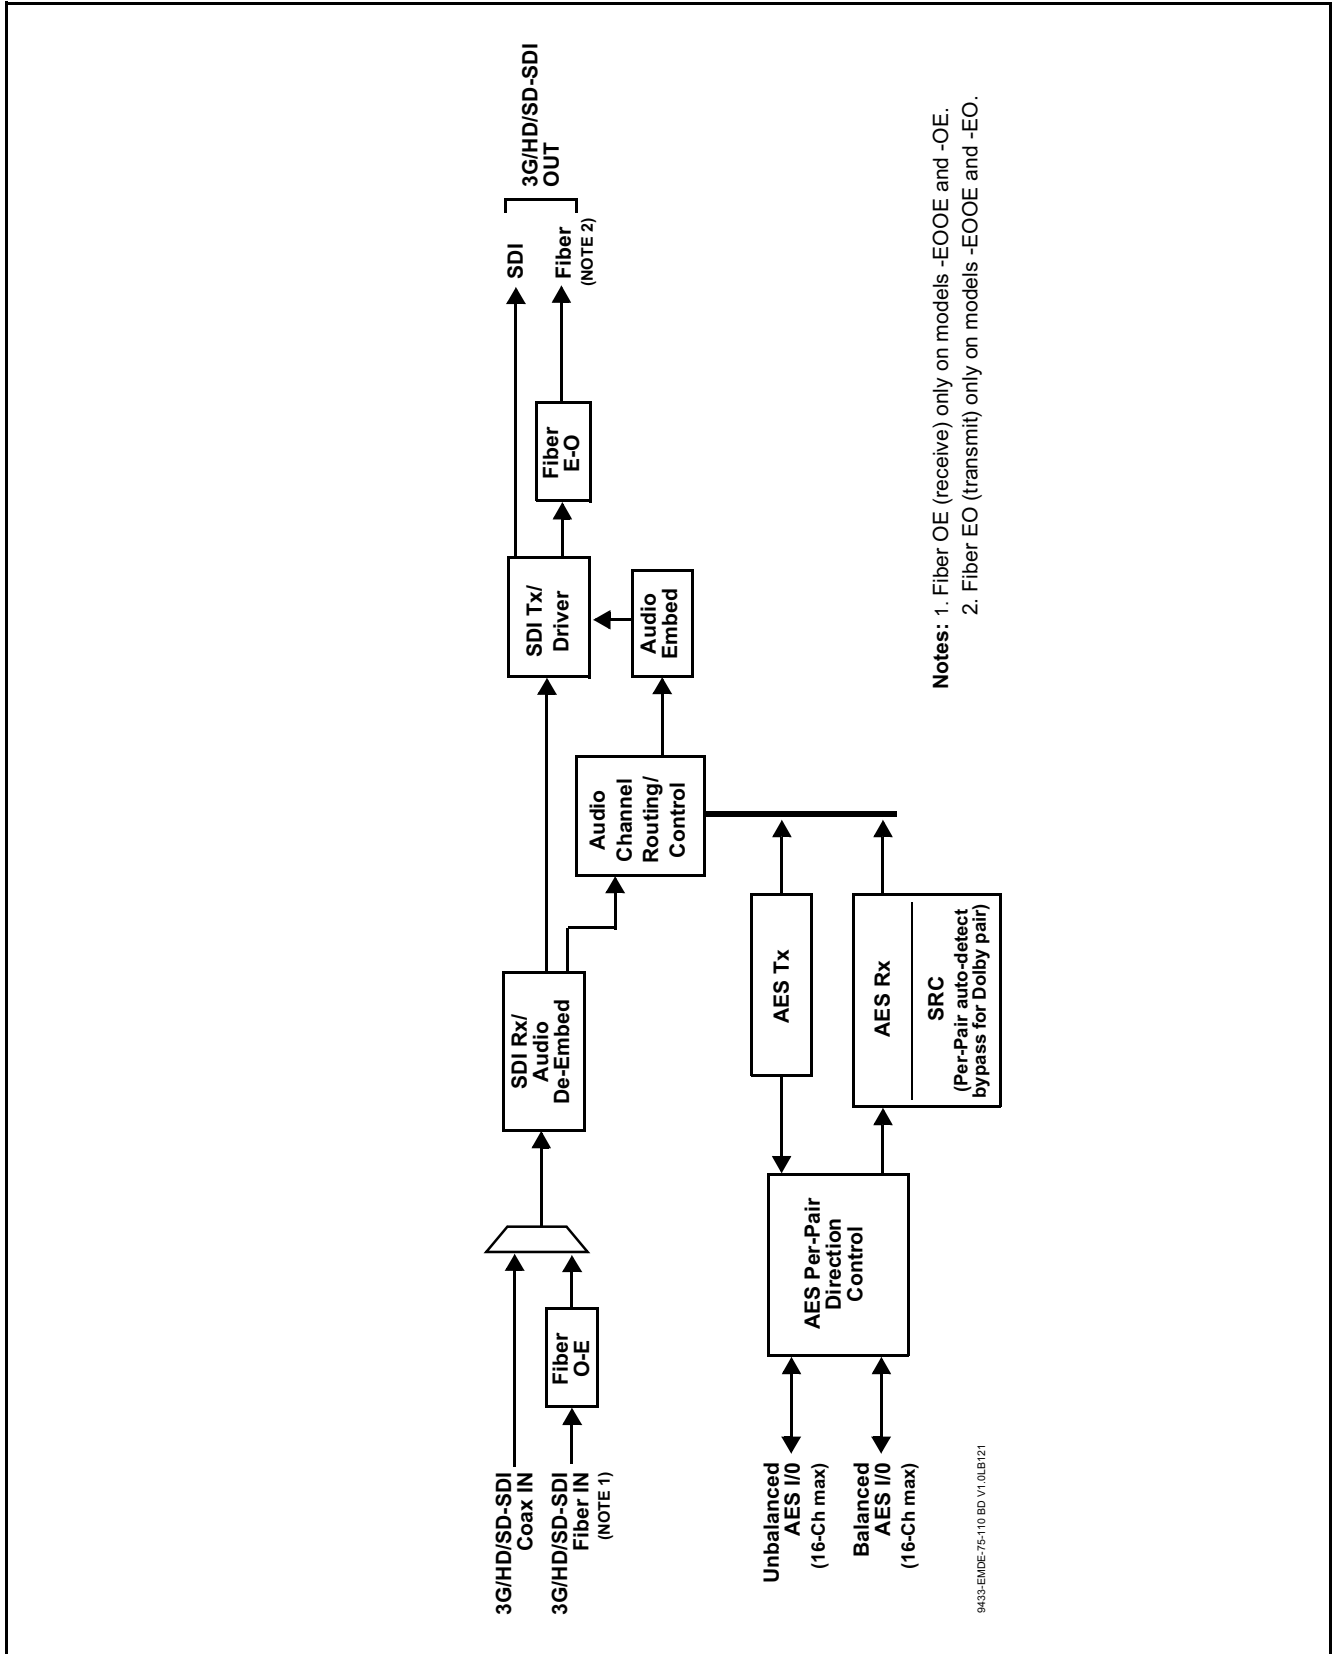 3G/HD/SD-SDI
Coax IN
3G/HD/SD-SDI
Fiber IN
(NOTE 1)
Fiber
O-E
SDI Rx/
Audio
De-Embed
SDI Tx/
Driver
Fiber
E-O
SDI
Fiber
(NOTE 2)
3G/HD/SD-SDI
OUT
Audio
Embed
Audio
Channel
Routing/
Control
Unbalanced
AES I/0
(16-Ch max)
Balanced
AES I/0
(16-Ch max)
AES Per-Pair
Direction
Control
AES Tx
AES Rx
SRC
(Per-Pair auto-detect
bypass for Dolby pair)
Notes: 1. Fiber OE (receive) only on models -EOOE and -OE.
2. Fiber EO (transmit) only on models -EOOE and -EO.
9433-EMDE-75-110 BD V1.0LB121